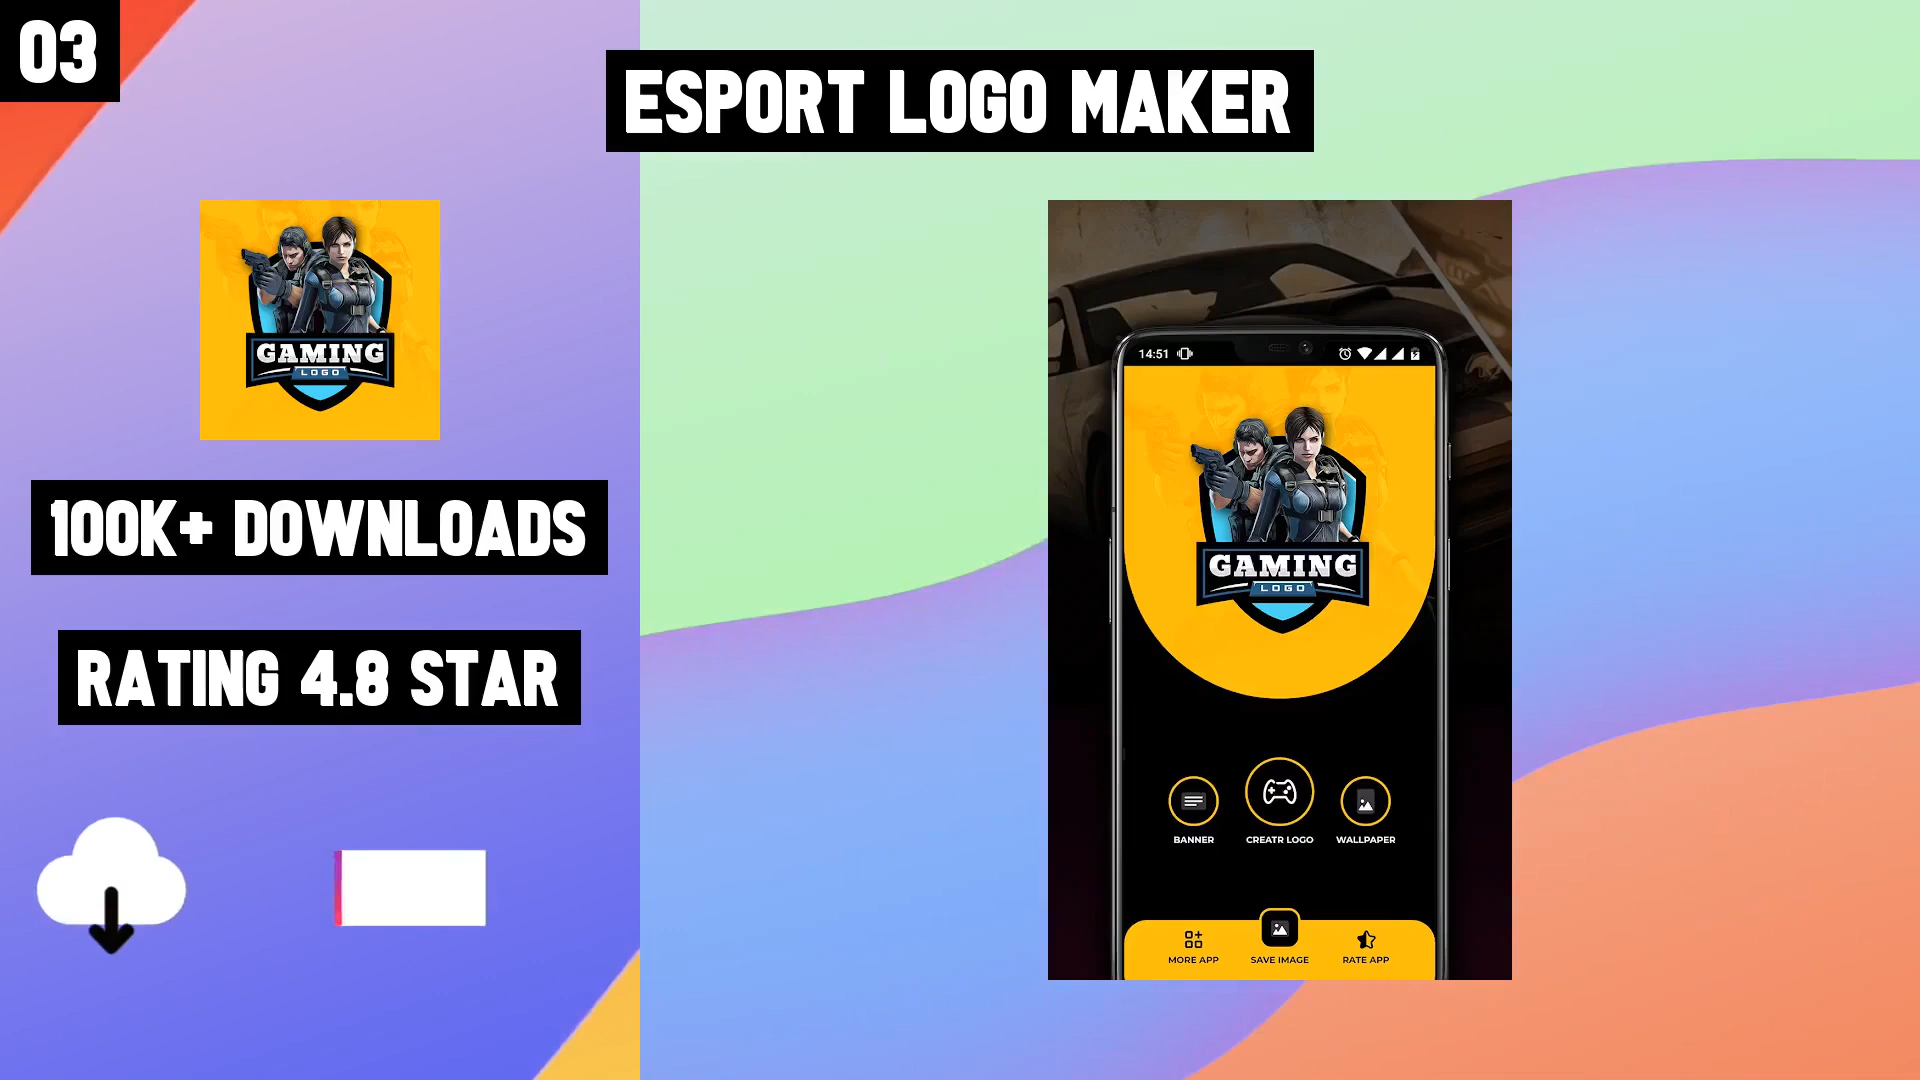 03
ESPORT LOGO MAKER
GAMING
LOGO
100K+ DOWNLOADS
RATING 4.8 STAR
14:51
GAMING
LOGO
BANNER
CREATR LOGO
WALLPAPER
MORE APP
SAVE IMAGE
RATE APP